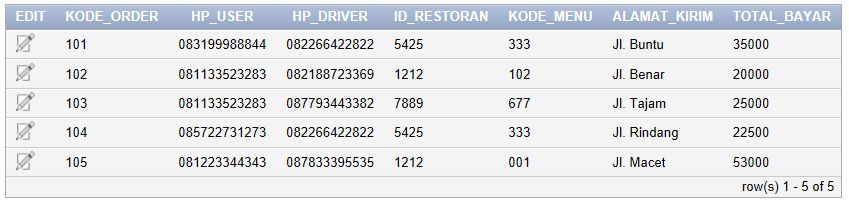 EDIT KODE_ORDER HP_USER HP_DRIVER ID_RESTORAN KODE_MENU ALAMAT_KIRIM TOTAL_BAYAR
101 083199988844 082266422822 5425 333 Jl. Buntu 35000
102 081133523283 082188723369 1212 102 Jl. Benar 20000
103 081133523283 087793443382 7889 677 Jl. Tajam 25000
104 085722731273 082266422822 5425 333 Jl. Rindang 22500
105 081223344343 087833395535 1212 001 Jl. Macet 53000
row(s) 1 - 5 of 5